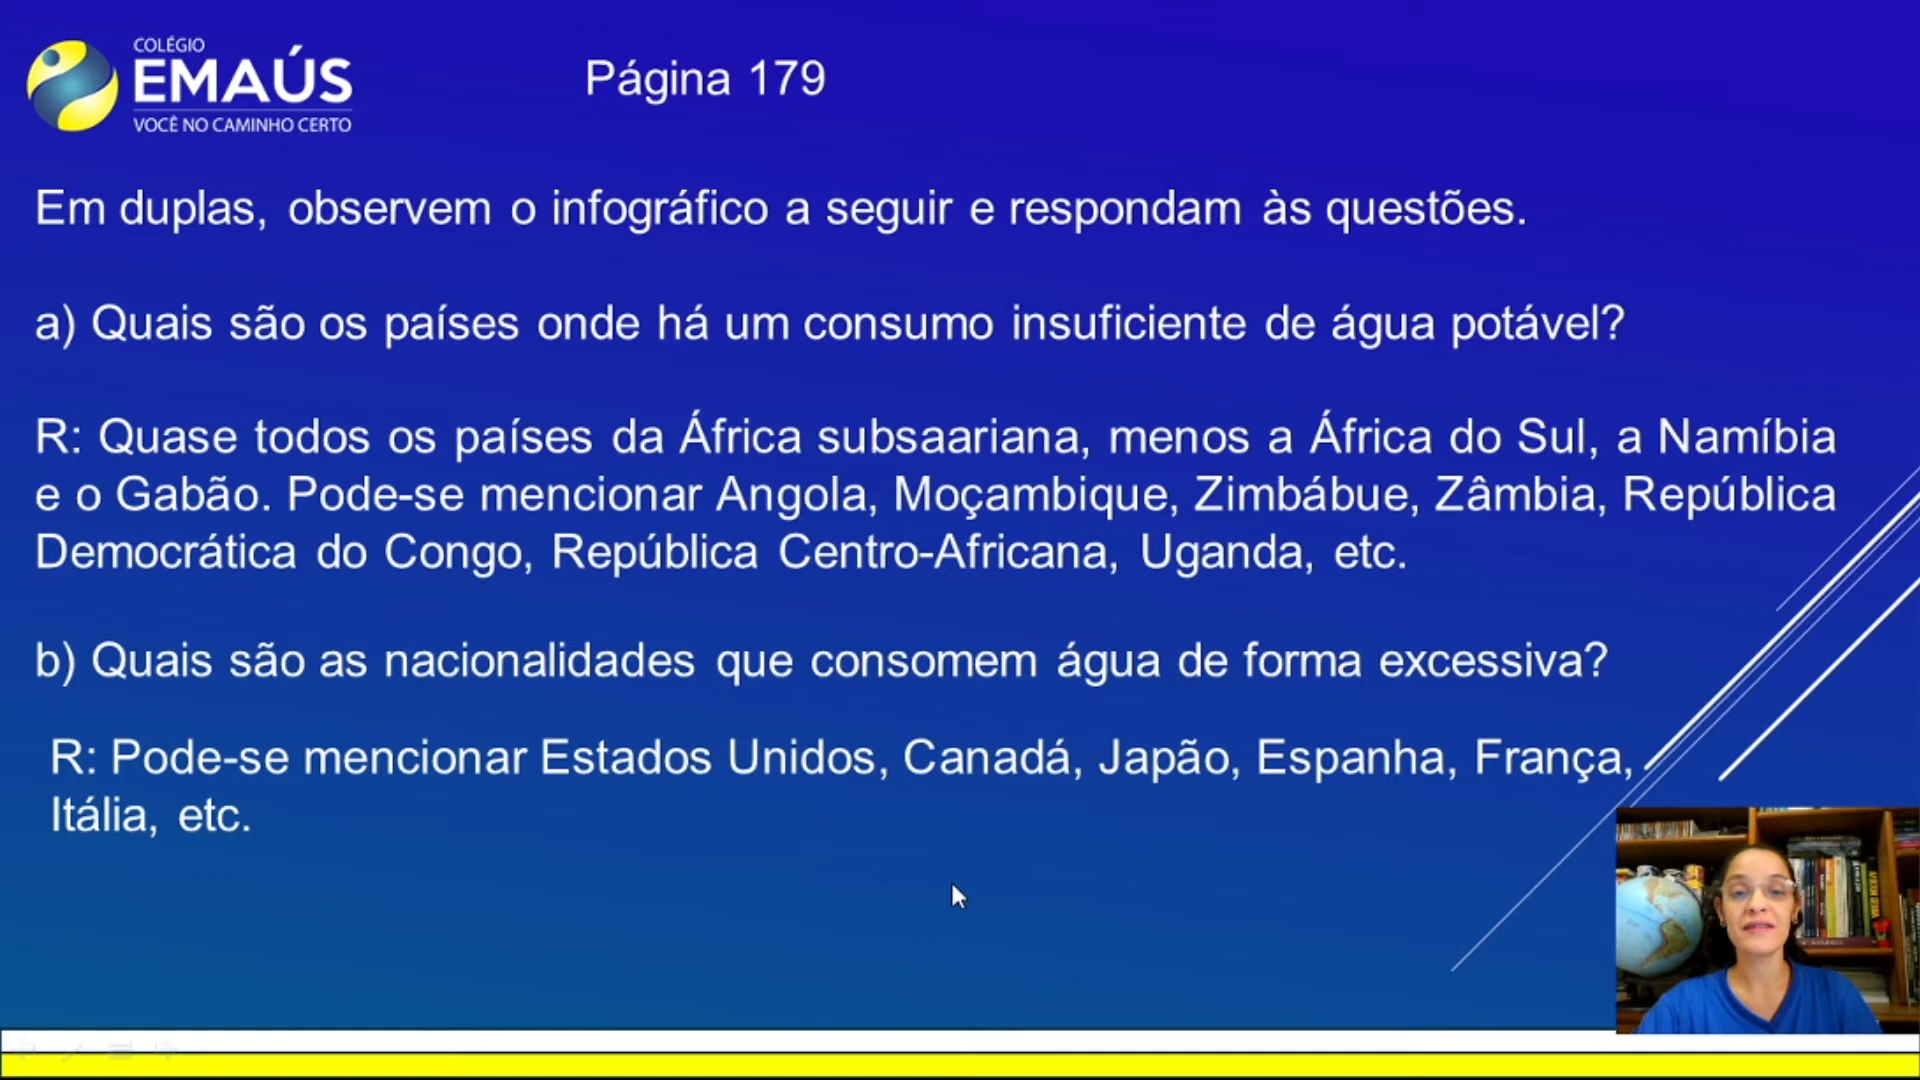 COLÉGIO
EMAÚS
VOCÊ NO CAMINHO CERTO
Página 179
Em duplas, observem o infográfico a seguir e respondam às questões.
a) Quais são os países onde há um consumo insuficiente de água potável?
R: Quase todos os países da África subsaariana, menos a África do Sul, a Namíbia
e o Gabão. Pode-se mencionar Angola, Moçambique, Zimbábue, Zâmbia, República
Democrática do Congo, República Centro-Africana, Uganda, etc.
b) Quais são as nacionalidades que consomem água de forma excessiva?
R: Pode-se mencionar Estados Unidos, Canadá, Japão, Espanha, França,
Itália, etc.